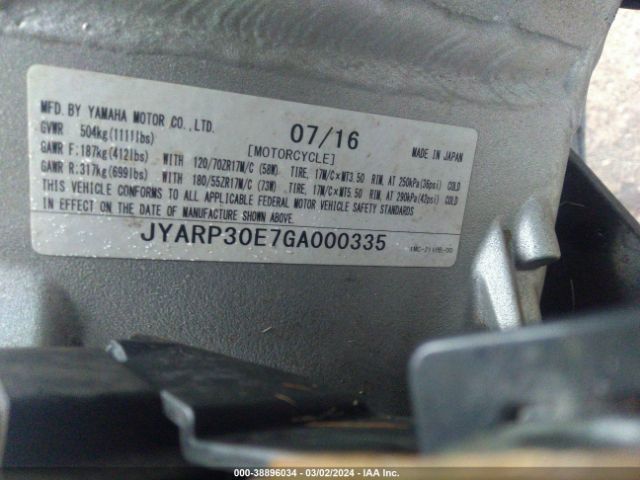 MFD. BY YAMAHA MOTOR CO.,LTD.
07/16
MADE IN JAPAN
GVWR 504kg(1111lbs)
[MOTORCYCLE]
GAWR F:187kg(412lbs), WITH 120/70ZR17M/C (58W), TIRE, 17M/C×MT3.50 RIM, AT 250kPa(36psi) COLD
GAWR R:317kg(699lbs), WITH 180/55ZR17M/C (73W), TIRE, 17M/C×MT5.50 RIM, AT 290kPa(42psi) COLD
THIS VEHICLE CONFORMS TO ALL APPLICABLE FEDERAL MOTOR VEHICLE SAFETY STANDARDS
IN EFFECT ON THE DATE OF MANUFACTURE SHOWN ABOVE.
JYARP30E7GA000335
000-38896034 - 03/02/2024 - IAA Inc.